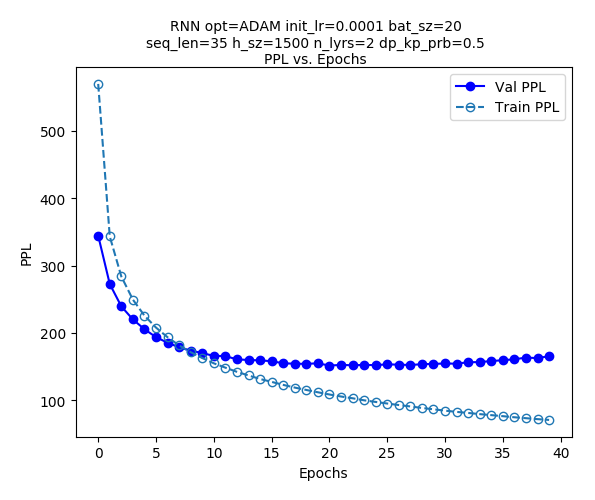 RNN opt=ADAM init_lr=0.0001 bat_sz=20
seq_len=35 h_sz=1500 n_lyrs=2 dp_kp_prb=0.5
PPL vs. Epochs
Val PPL
Train PPL
500
400
300
200
100
PPL
0 5 10 15 20 25 30 35 40
Epochs